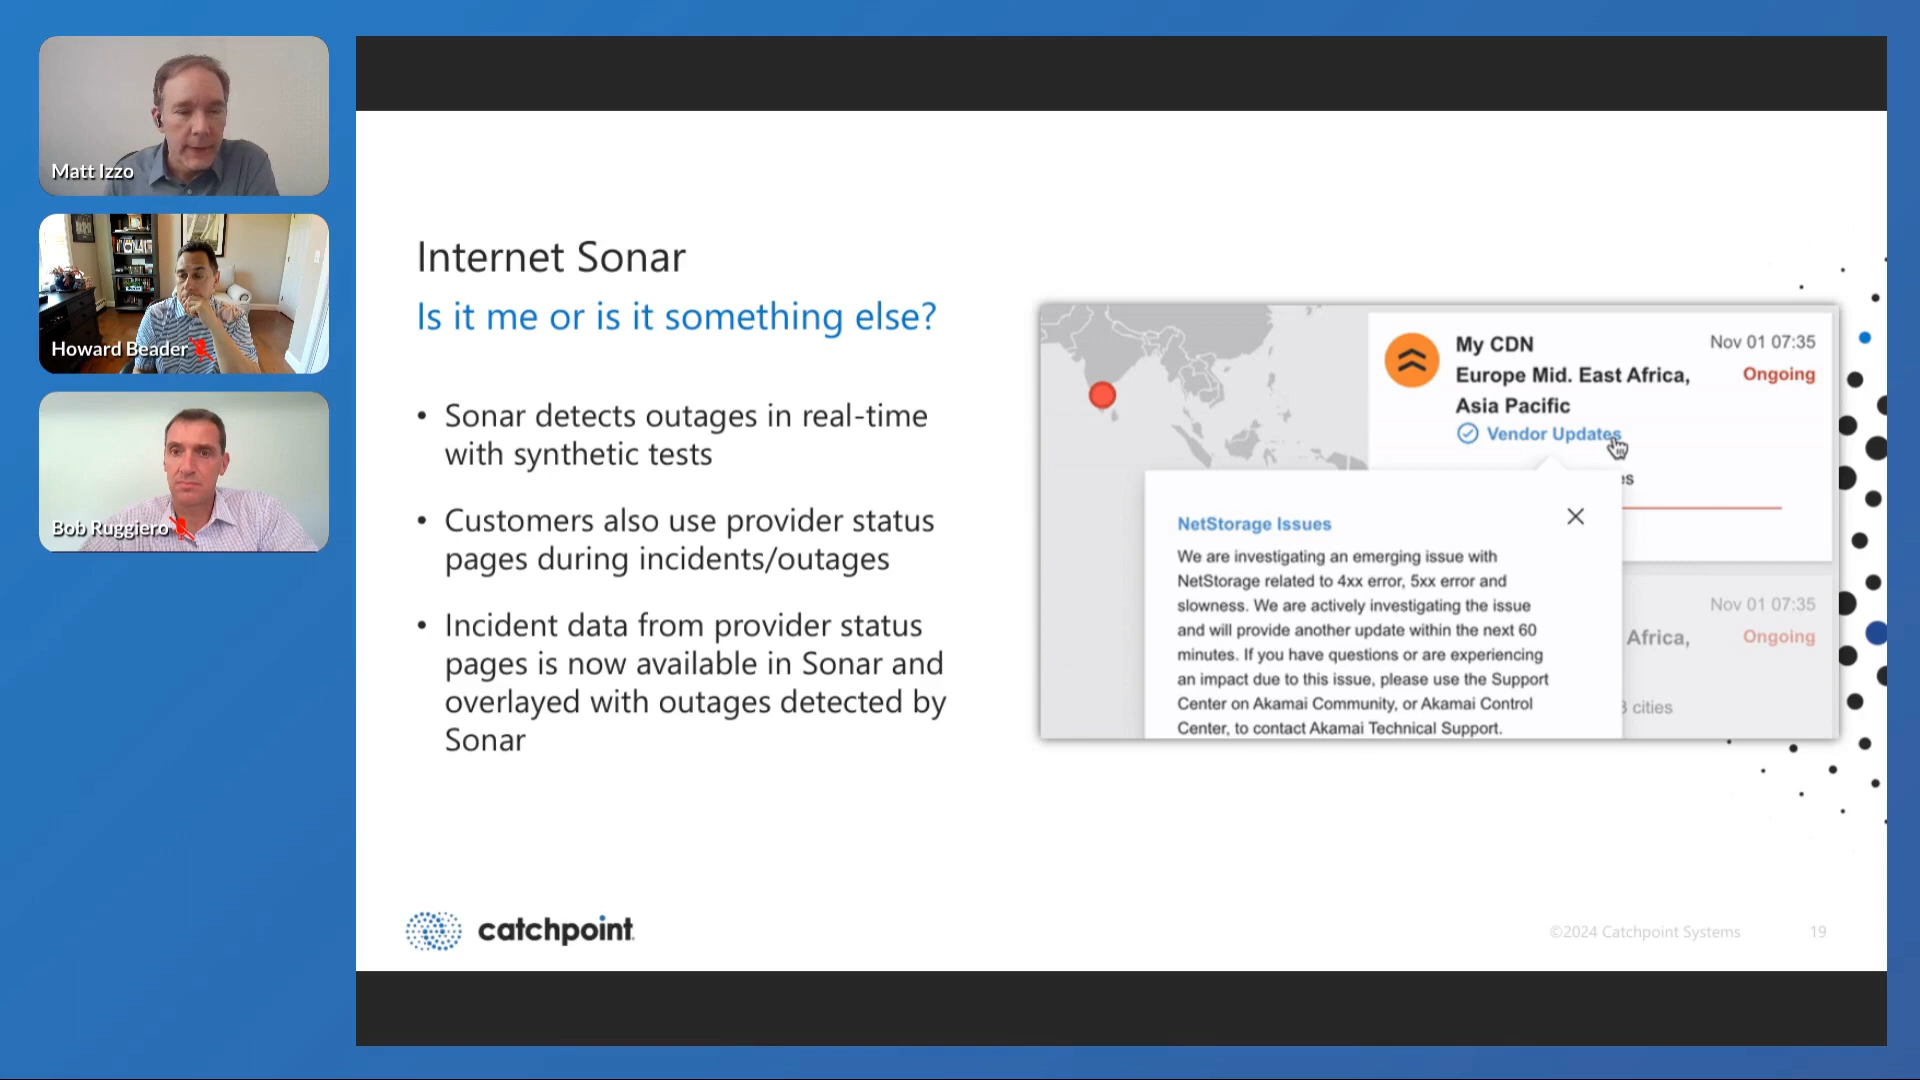 Matt Izzo
Howard Beader
Bob Ruggiero
Internet Sonar
Is it me or is it something else?
• Sonar detects outages in real-time
with synthetic tests
• Customers also use provider status
pages during incidents/outages
• Incident data from provider status
pages is now available in Sonar and
overlayed with outages detected by
Sonar
My CDN
Nov 01 07:35
Europe Mid. East Africa,
Ongoing
Asia Pacific
Vendor Updates
NetStorage Issues
We are investigating an emerging issue with
NetStorage related to 4xx error, 5xx error and
slowness. We are actively investigating the issue
and will provide another update within the next 60
minutes. If you have questions or are experiencing
an impact due to this issue, please use the Support
Center on Akamai Community, or Akamai Control
Center, to contact Akamai Technical Support.
Nov 01 07:35
Africa,
Ongoing
cities
catchpoint
©2024 Catchpoint Systems
19